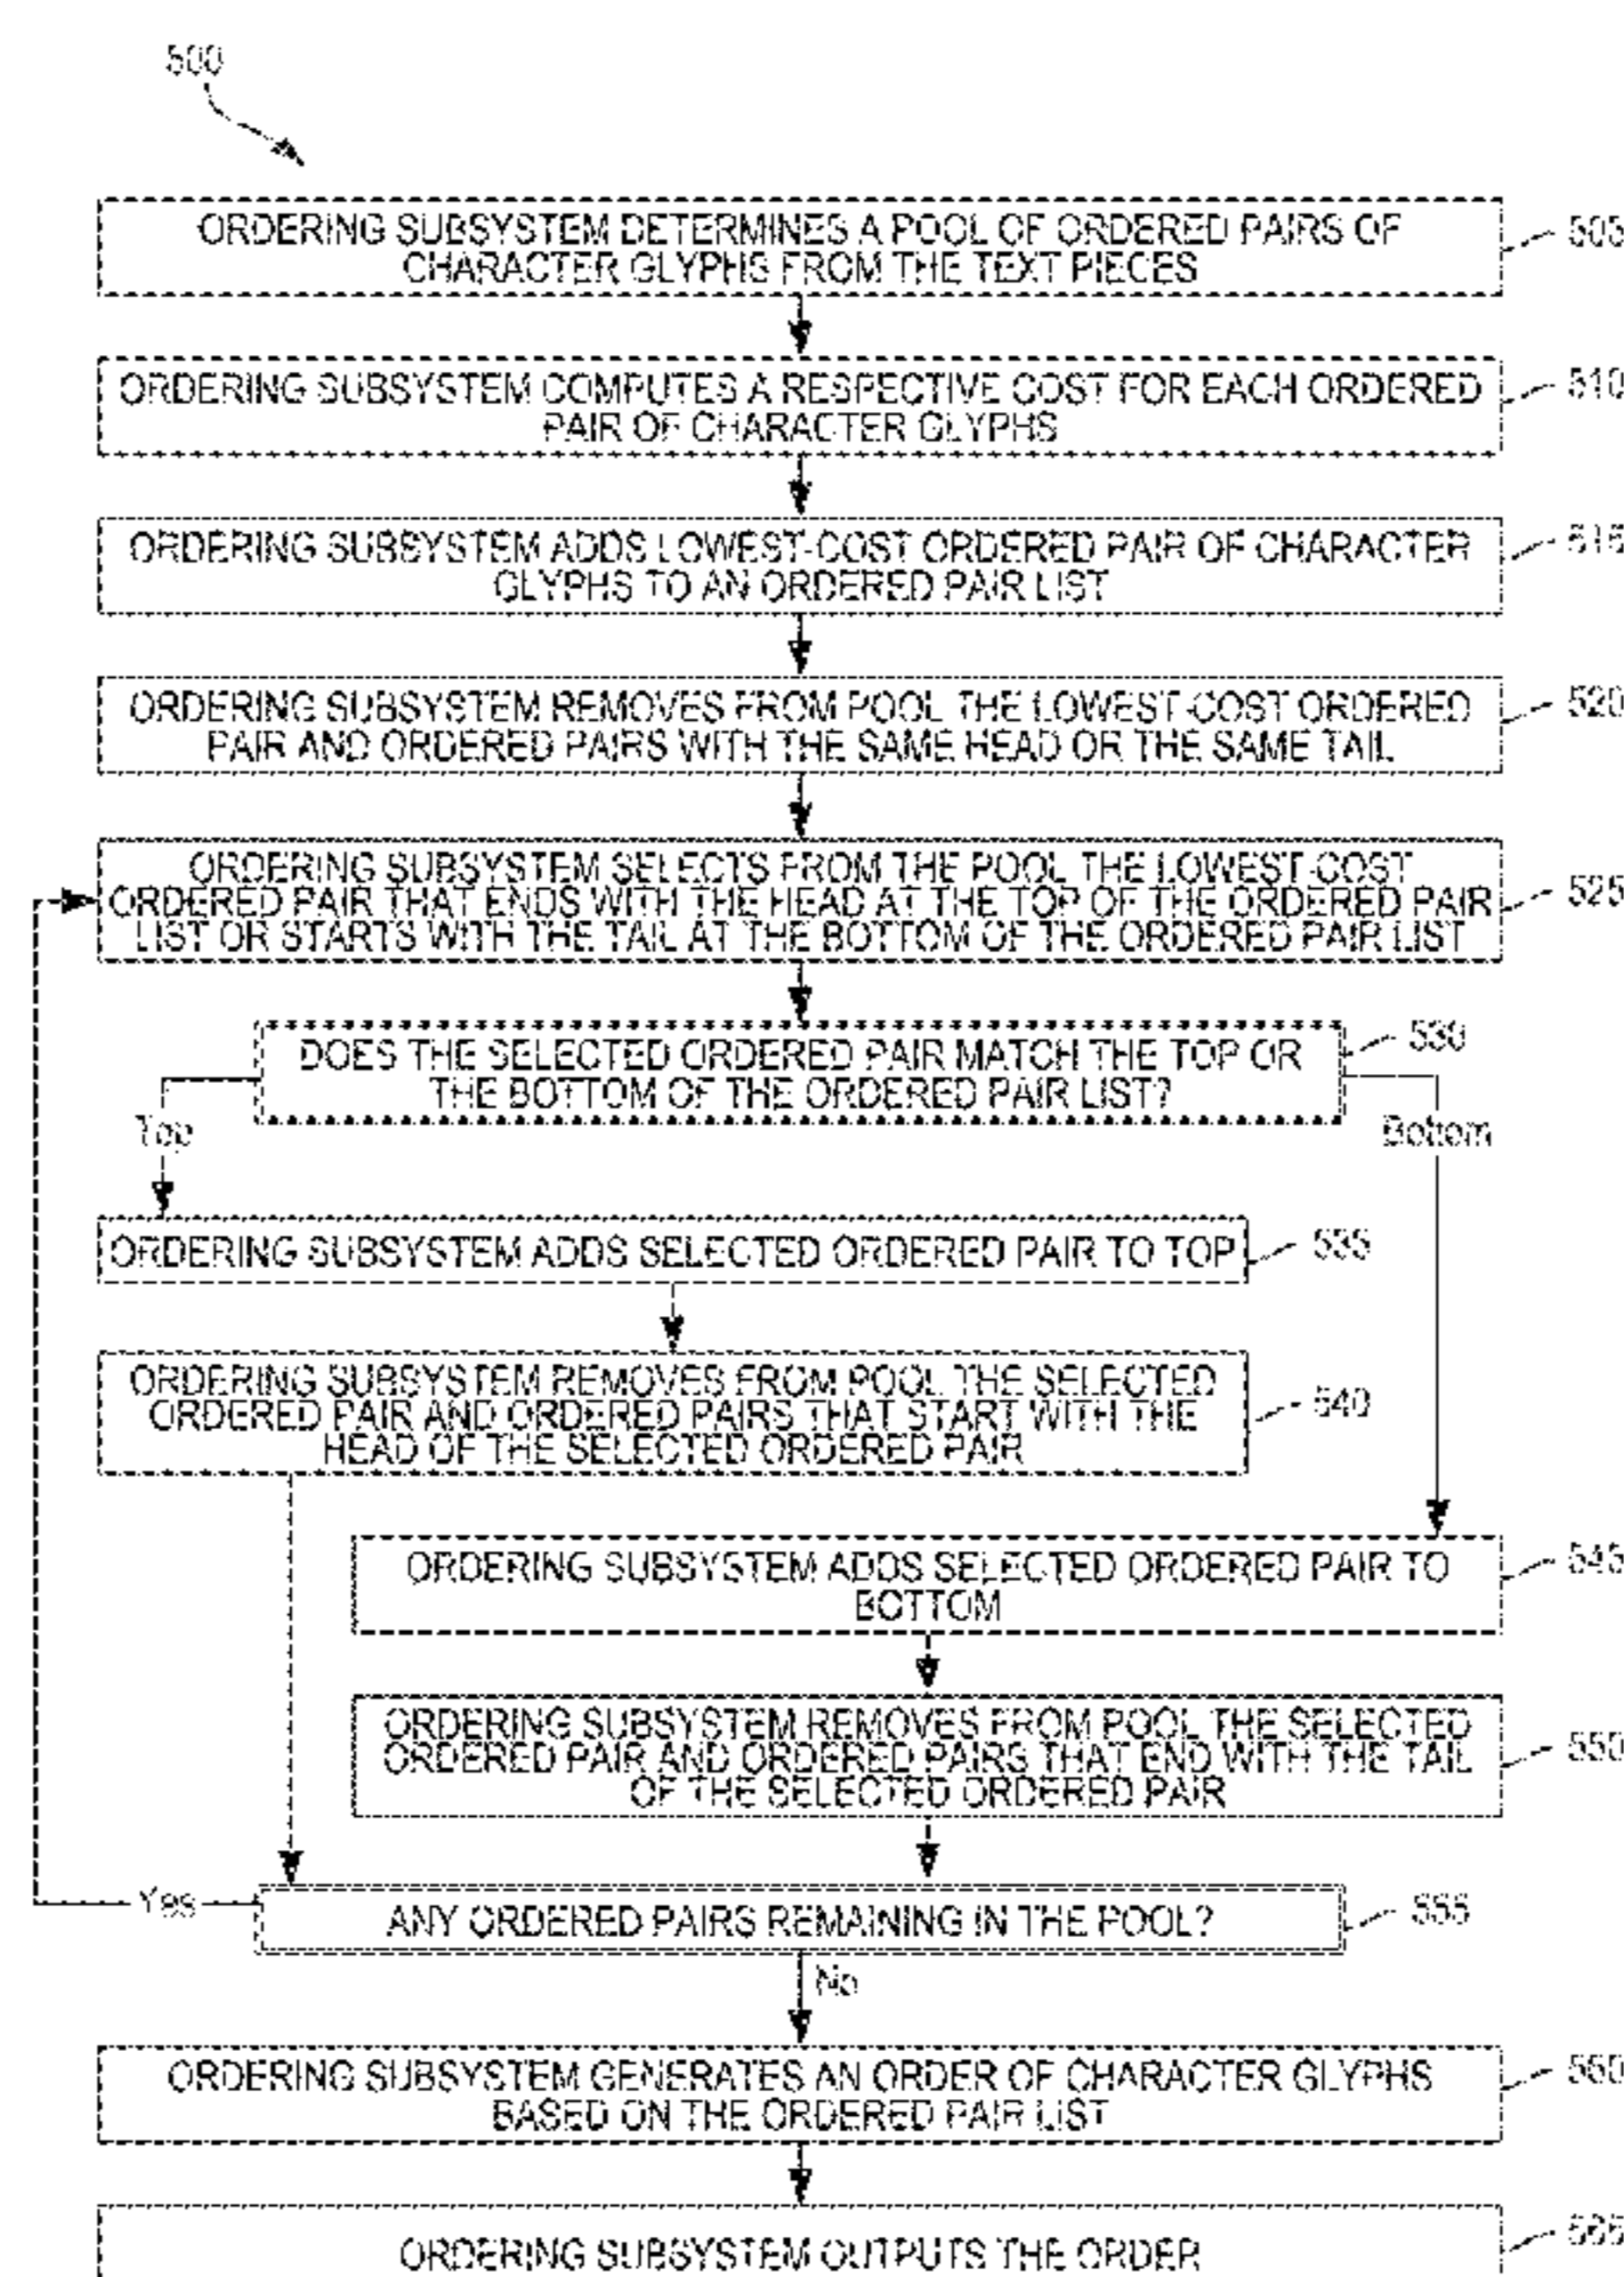 500
ORDERING SUBSYSTEM DETERMINES A POOL OF ORDERED PAIRS OF
CHARACTER GLYPHS FROM THE TEXT PIECES
505
ORDERING SUBSYSTEM COMPUTES A RESPECTIVE COST FOR EACH ORDERED
PAIR OF CHARACTER GLYPHS
510
ORDERING SUBSYSTEM ADDS LOWEST-COST ORDERED PAIR OF CHARACTER
GLYPHS TO AN ORDERED PAIR LIST
515
ORDERING SUBSYSTEM REMOVES FROM POOL THE LOWEST-COST ORDERED
PAIR AND ORDERED PAIRS WITH THE SAME HEAD OR THE SAME TAIL
520
ORDERING SUBSYSTEM SELECTS FROM THE POOL THE LOWEST-COST
ORDERED PAIR THAT ENDS WITH THE HEAD AT THE TOP OF THE ORDERED PAIR
LIST OR STARTS WITH THE TAIL AT THE BOTTOM OF THE ORDERED PAIR LIST
525
DOES THE SELECTED ORDERED PAIR MATCH THE TOP OR
THE BOTTOM OF THE ORDERED PAIR LIST?
530
Top
Bottom
ORDERING SUBSYSTEM ADDS SELECTED ORDERED PAIR TO TOP
535
ORDERING SUBSYSTEM REMOVES FROM POOL THE SELECTED
ORDERED PAIR AND ORDERED PAIRS THAT START WITH THE
HEAD OF THE SELECTED ORDERED PAIR
540
ORDERING SUBSYSTEM ADDS SELECTED ORDERED PAIR TO
BOTTOM
545
ORDERING SUBSYSTEM REMOVES FROM POOL THE SELECTED
ORDERED PAIR AND ORDERED PAIRS THAT END WITH THE TAIL
OF THE SELECTED ORDERED PAIR
550
Yes
ANY ORDERED PAIRS REMAINING IN THE POOL?
555
No
ORDERING SUBSYSTEM GENERATES AN ORDER OF CHARACTER GLYPHS
BASED ON THE ORDERED PAIR LIST
560
ORDERING SUBSYSTEM OUTPUTS THE ORDER
565